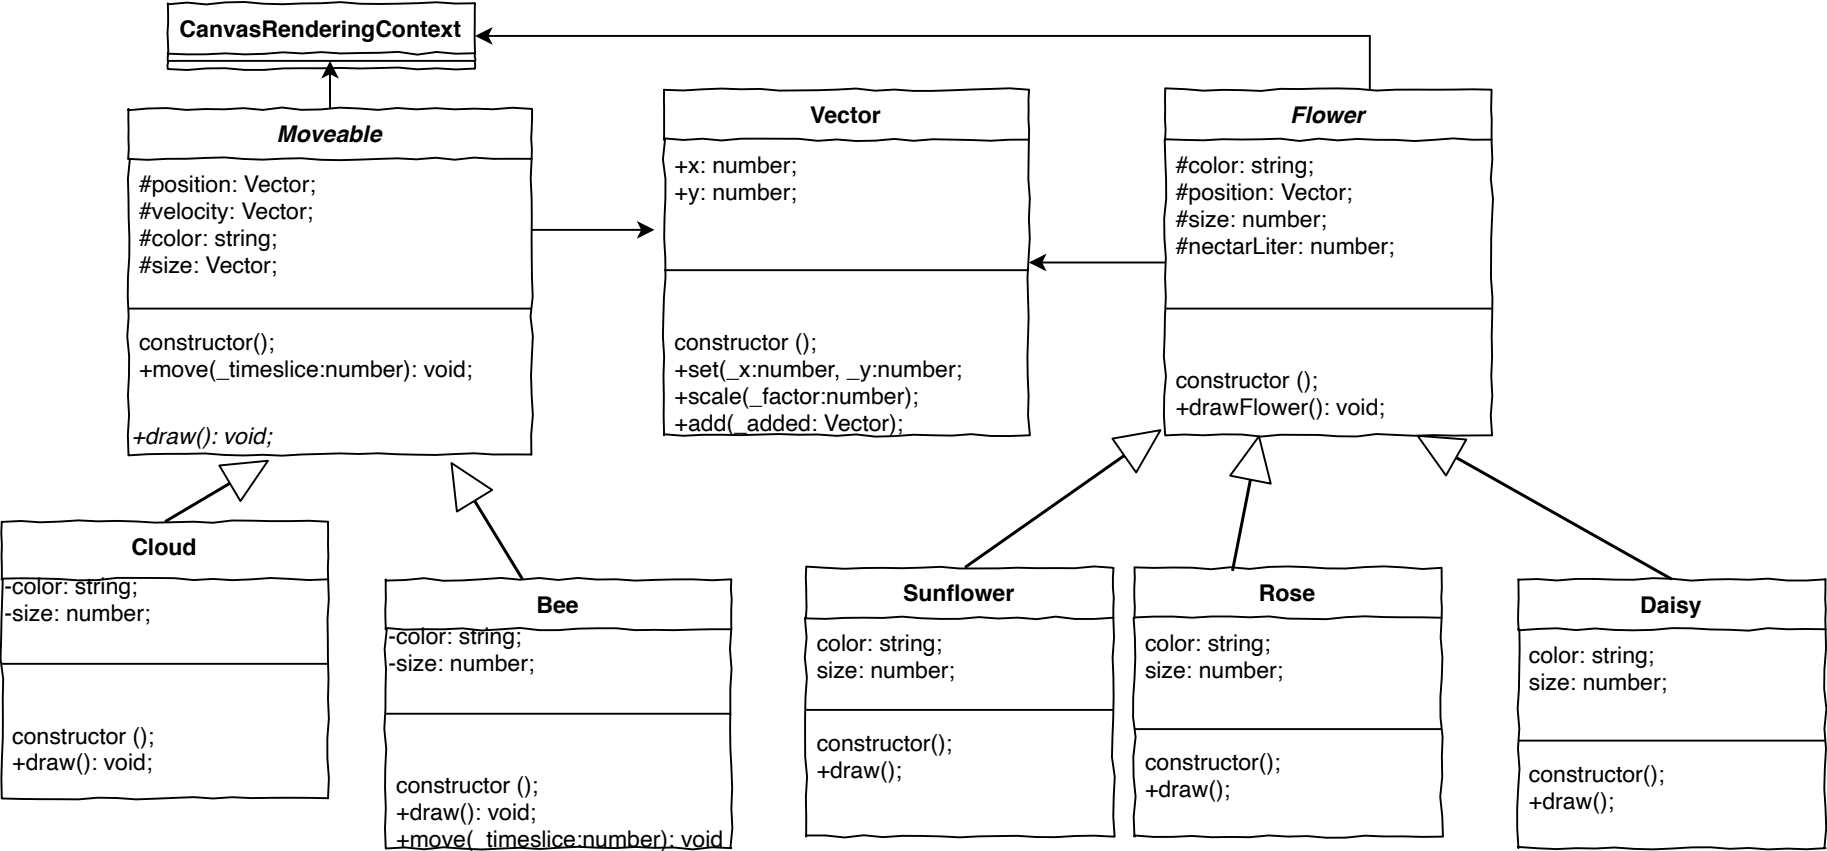 CanvasRenderingContext
Moveable
#position: Vector;
#velocity: Vector;
#color: string;
#size: Vector;
constructor();
+move(_timeslice:number): void;
+draw(): void;
Vector
+x: number;
+y: number;
constructor ();
+set(_x:number, _y:number;
+scale(_factor:number);
+add(_added: Vector);
Flower
#color: string;
#position: Vector;
#size: number;
#nectarLiter: number;
constructor ();
+drawFlower(): void;
Cloud
-color: string;
-size: number;
constructor ();
+draw(): void;
Bee
-color: string;
-size: number;
constructor ();
+draw(): void;
+move(_timeslice:number): void
Sunflower
color: string;
size: number;
constructor();
+draw();
Rose
color: string;
size: number;
constructor();
+draw();
Daisy
color: string;
size: number;
constructor();
+draw();